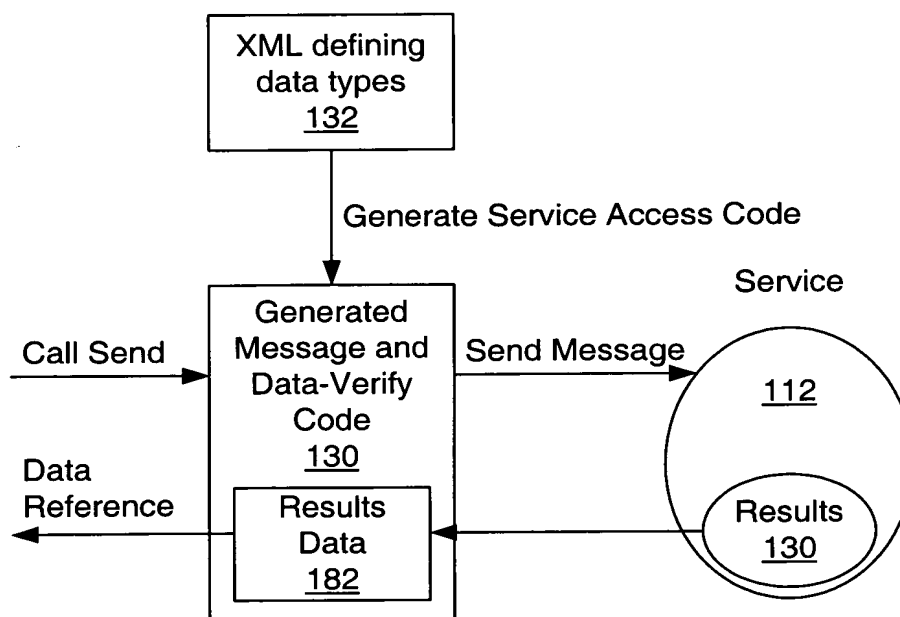 XML defining
data types
132
Generate Service Access Code
Service
Generated
Message and
Data-Verify
Code
130
Call Send
Send Message
112
Data
Reference
Results
Data
182
Results
130